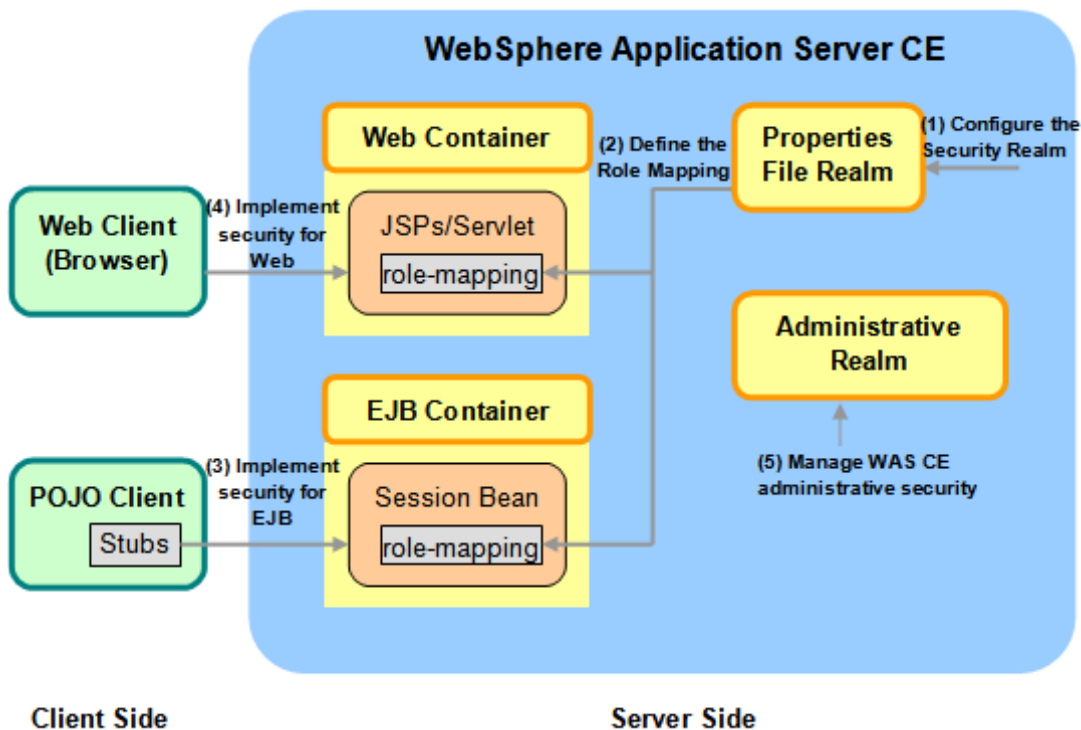 WebSphere Application Server CE
Web Container
Properties
File Realm
(1) Configure the
Security Realm
(2) Define the
Role Mapping
Web Client
(Browser)
(4) Implement
security for
Web
JSPs/Servlet
role-mapping
Administrative
Realm
EJB Container
(5) Manage WAS CE
administrative security
POJO Client
Stubs
(3) Implement
security for
EJB
Session Bean
role-mapping
Client Side
Server Side